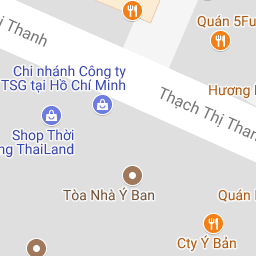 ị Thanh
Quán 5Fu
Chi nhánh Công ty
TSG tại Hồ Chí Minh
Hương
Thạch Thị Than
Shop Thời
ng ThaiLand
Tòa Nhà Ý Ban
Quán
Cty Ý Bản